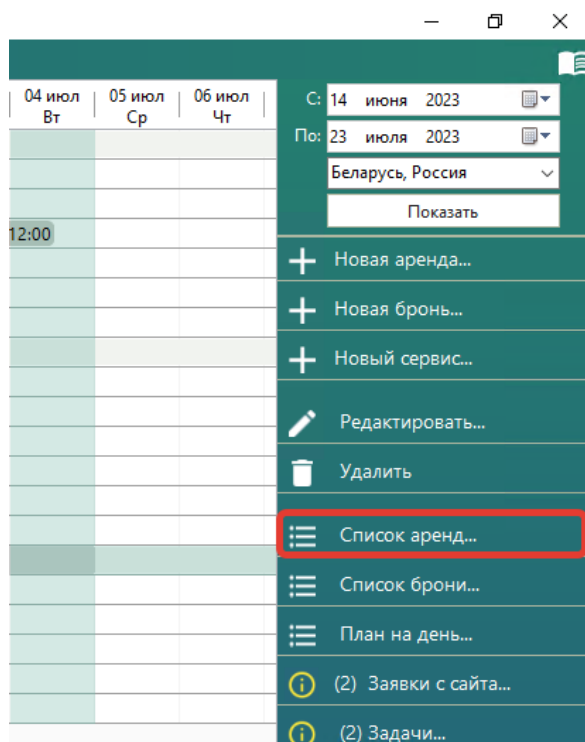 04 июл 05 июл 06 июл
Вт Ср Чт
12:00
С: 14 июня 2023
По: 23 июля 2023
Беларусь, Россия
Показать
Новая аренда...
Новая бронь...
Новый сервис...
Редактировать...
Удалить
Список аренд...
Список брони...
План на день...
(2) Заявки с сайта...
(2) Задачи...